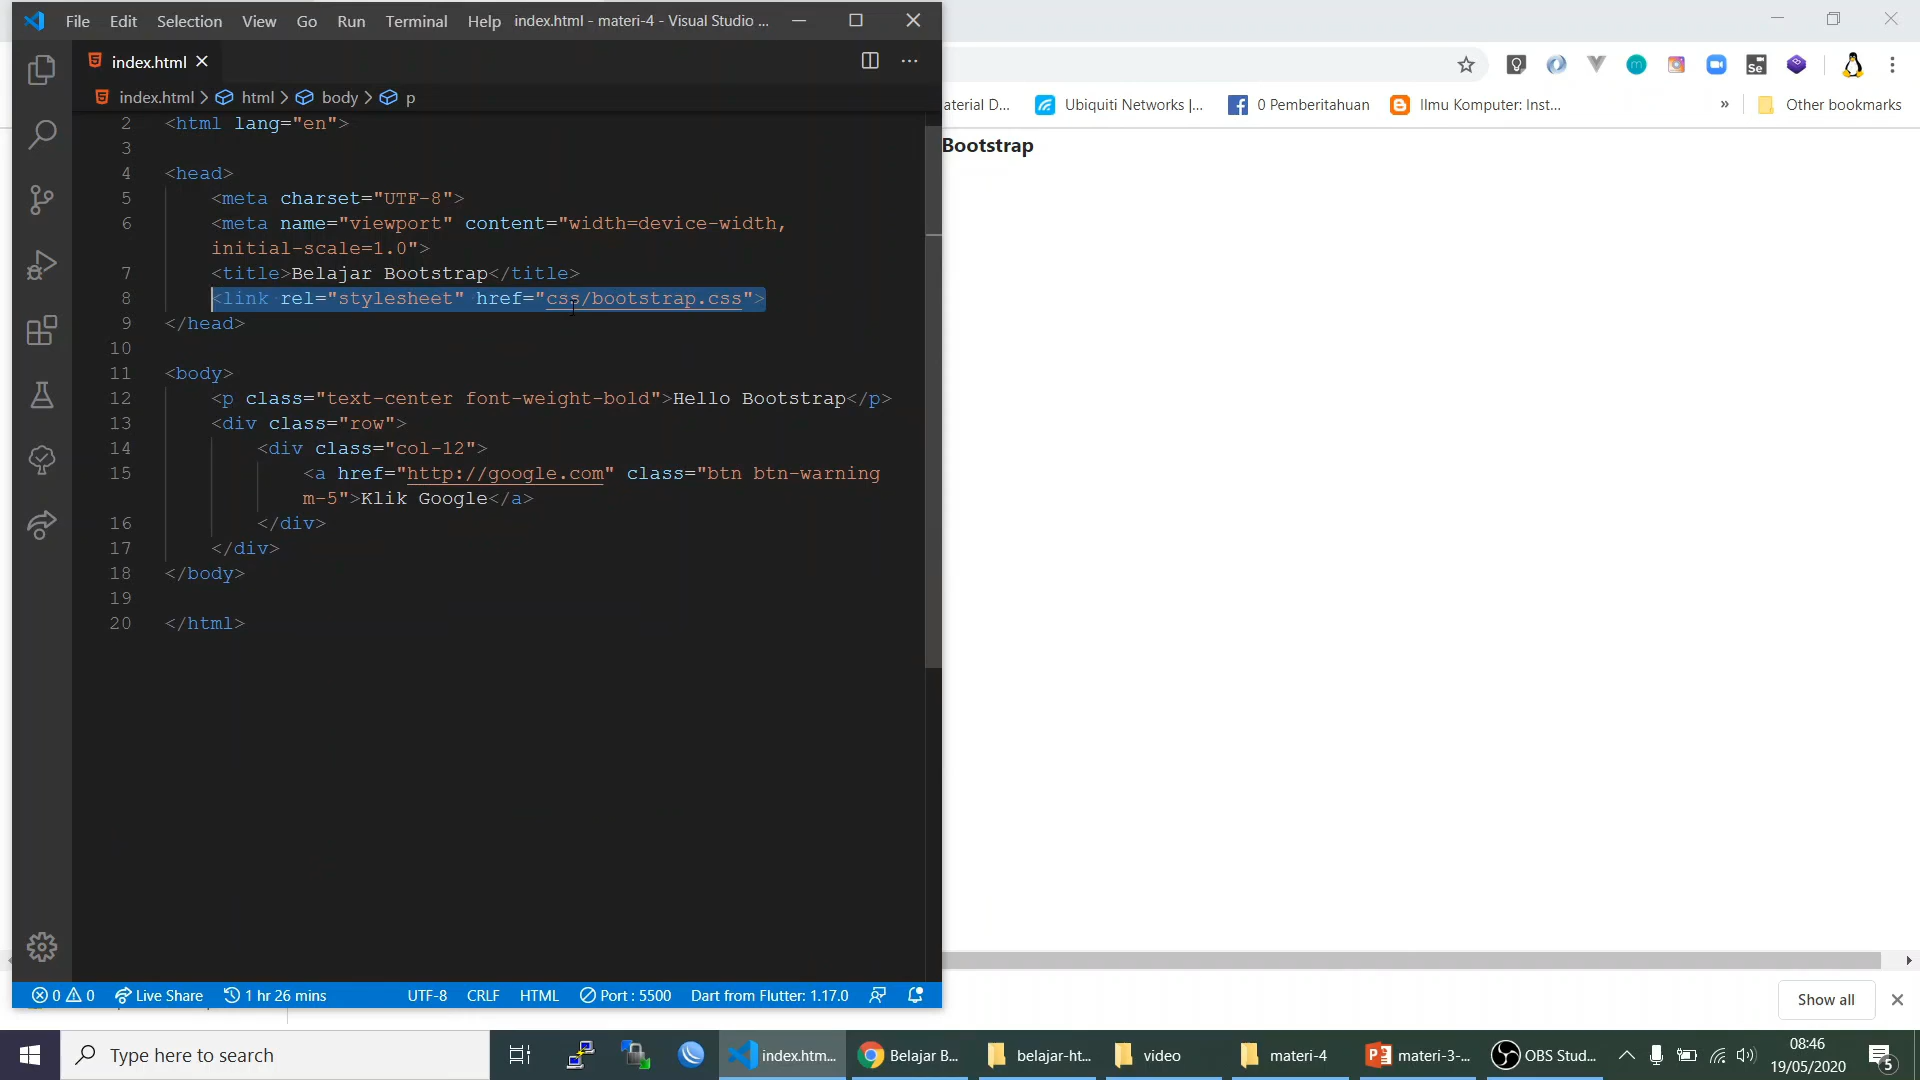 File Edit Selection View Go Run Terminal Help index.html - materi-4 - Visual Studio ...
index.html
index.html > html > body > p
2 <html lang="en">
3
4 <head>
5 <meta charset="UTF-8">
6 <meta name="viewport" content="width=device-width,
initial-scale=1.0">
7 <title>Belajar Bootstrap</title>
8 <link rel="stylesheet" href="css/bootstrap.css">
9 </head>
10
11 <body>
12 <p class="text-center font-weight-bold">Hello Bootstrap</p>
13 <div class="row">
14 <div class="col-12">
15 <a href="http://google.com" class="btn btn-warning
m-5">Klik Google</a>
16 </div>
17 </div>
18 </body>
19
20 </html>
0 0 Live Share 1 hr 26 mins UTF-8 CRLF HTML Port : 5500 Dart from Flutter: 1.17.0
Se
aterial D... Ubiquiti Networks |... 0 Pemberitahuan Ilmu Komputer: Inst... » Other bookmarks
Bootstrap
Show all
Type here to search
index.htm... Belajar B... belajar-ht... video materi-4 materi-3-... OBS Stud...
08:46
19/05/2020
5